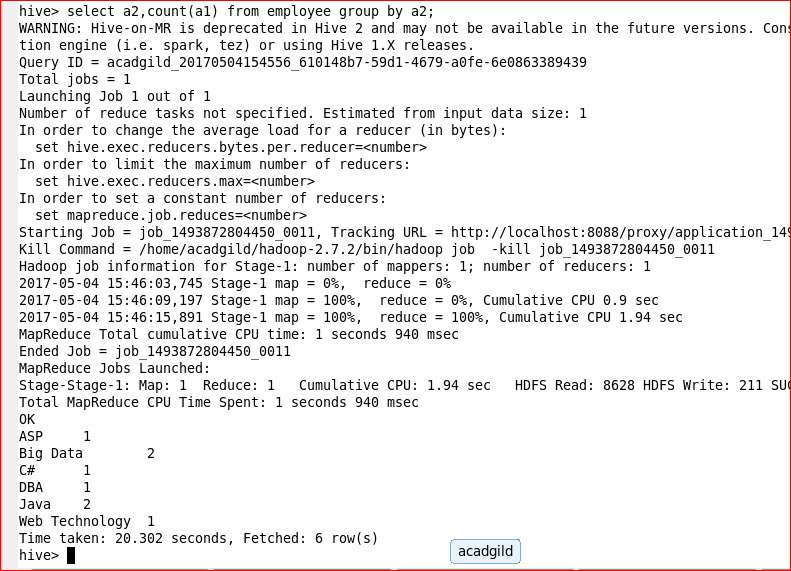 hive> select a2,count(a1) from employee group by a2;
WARNING: Hive-on-MR is deprecated in Hive 2 and may not be available in the future versions. Cons
tion engine (i.e. spark, tez) or using Hive 1.X releases.
Query ID = acadgild_20170504154556_610148b7-59d1-4679-a0fe-6e0863389439
Total jobs = 1
Launching Job 1 out of 1
Number of reduce tasks not specified. Estimated from input data size: 1
In order to change the average load for a reducer (in bytes):
  set hive.exec.reducers.bytes.per.reducer=<number>
In order to limit the maximum number of reducers:
  set hive.exec.reducers.max=<number>
In order to set a constant number of reducers:
  set mapreduce.job.reduces=<number>
Starting Job = job_1493872804450_0011, Tracking URL = http://localhost:8088/proxy/application_149
Kill Command = /home/acadgild/hadoop-2.7.2/bin/hadoop job  -kill job_1493872804450_0011
Hadoop job information for Stage-1: number of mappers: 1; number of reducers: 1
2017-05-04 15:46:03,745 Stage-1 map = 0%,  reduce = 0%
2017-05-04 15:46:09,197 Stage-1 map = 100%,  reduce = 0%, Cumulative CPU 0.9 sec
2017-05-04 15:46:15,891 Stage-1 map = 100%,  reduce = 100%, Cumulative CPU 1.94 sec
MapReduce Total cumulative CPU time: 1 seconds 940 msec
Ended Job = job_1493872804450_0011
MapReduce Jobs Launched:
Stage-Stage-1: Map: 1  Reduce: 1   Cumulative CPU: 1.94 sec   HDFS Read: 8628 HDFS Write: 211 SUC
Total MapReduce CPU Time Spent: 1 seconds 940 msec
OK
ASP     1
Big Data        2
C#      1
DBA     1
Java    2
Web Technology  1
Time taken: 20.302 seconds, Fetched: 6 row(s)
hive>
acadgild